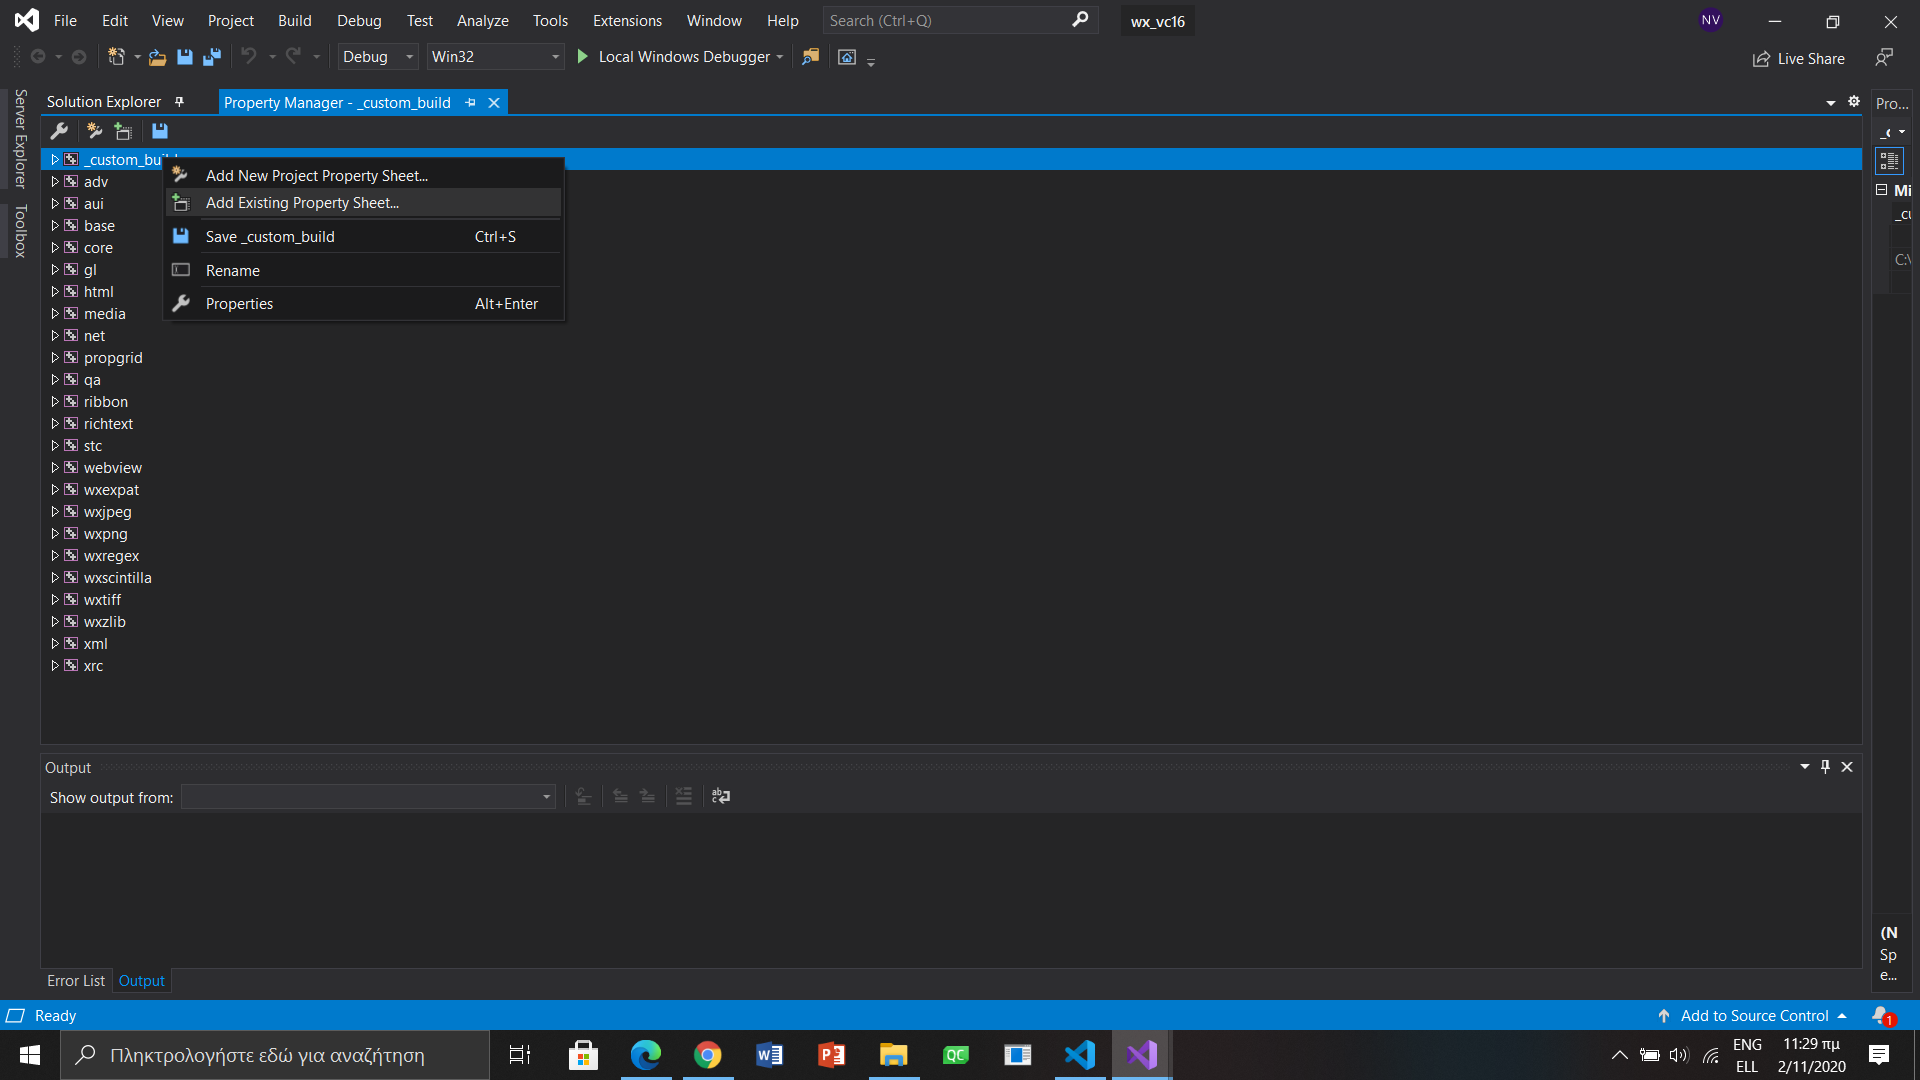 File Edit View Project Build Debug Test Analyze Tools Extensions Window Help Search (Ctrl+Q) wx_vc16 NV
Debug Win32 Local Windows Debugger Live Share
Server Explorer
Toolbox
Solution Explorer Property Manager - _custom_build Pro...
_custom_build
Add New Project Property Sheet...
Add Existing Property Sheet...
Save _custom_build Ctrl+S
Rename
Properties Alt+Enter
adv
aui
base
core
gl
html
media
net
propgrid
qa
ribbon
richtext
stc
webview
wxexpat
wxjpeg
wxpng
wxregex
wxscintilla
wxtiff
wxzlib
xml
xrc
Mi
_cu
C:\
(N
Sp
e...
Output
Show output from:
Error List Output
Ready Add to Source Control 1
Πληκτρολογήστε εδώ για αναζήτηση QC ENG 11:29 πμ
ELL 2/11/2020